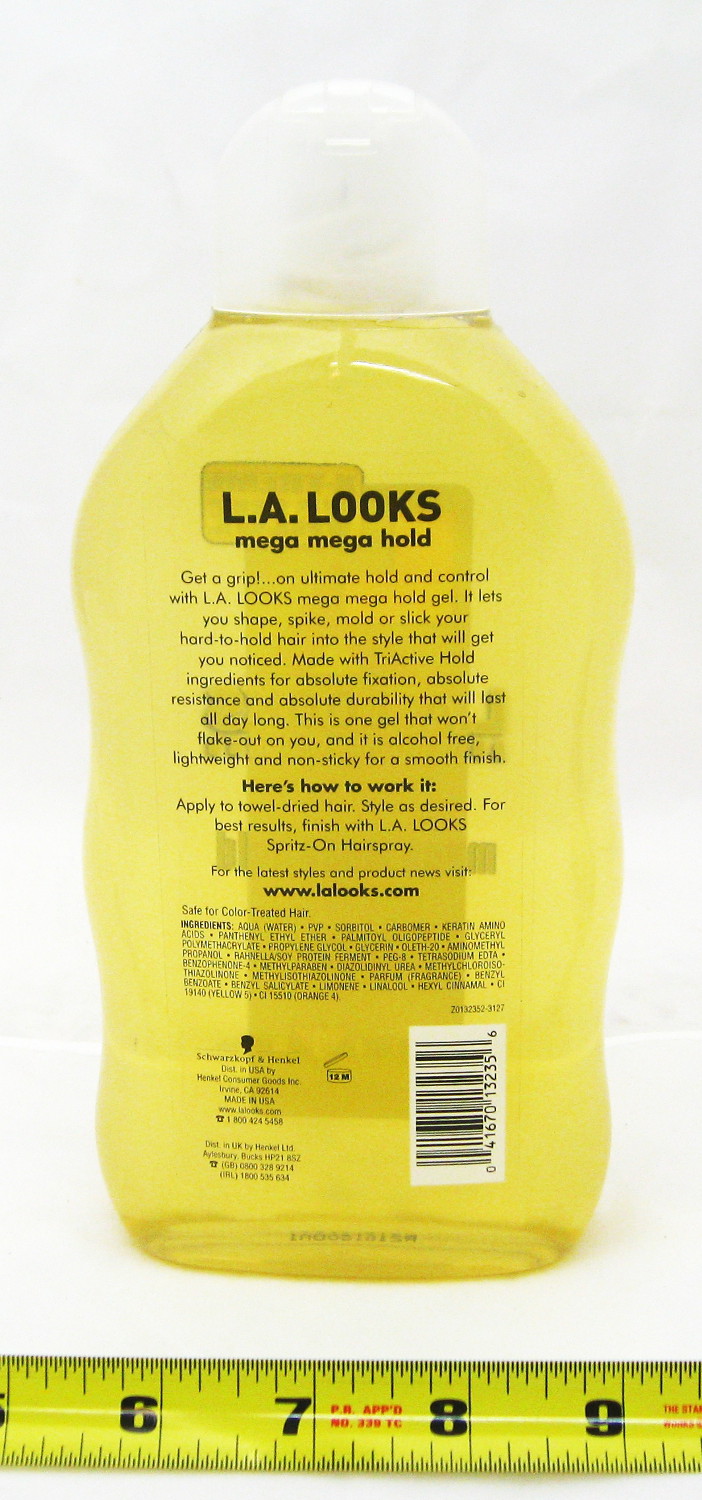 L.A. LOOKS
mega mega hold
Get a grip!...on ultimate hold and control
with L.A. LOOKS mega mega hold gel. It lets
you shape, spike, mold or slick your
hard-to-hold hair into the style that will get
you noticed. Made with TriActive Hold
ingredients for absolute fixation, absolute
resistance and absolute durability that will last
all day long. This is one gel that won't
flake-out on you, and it is alcohol free,
lightweight and non-sticky for a smooth finish.
Here's how to work it:
Apply to towel-dried hair. Style as desired. For
best results, finish with L.A. LOOKS
Spritz-On Hairspray.
For the latest styles and product news visit:
www.lalooks.com
Safe for Color-Treated Hair.
INGREDIENTS: AQUA (WATER) • PVP • SORBITOL • CARBOMER • KERATIN AMINO
ACIDS • PANTHENYL ETHYL ETHER • PALMITOYL OLIGOPEPTIDE • GLYCERYL
POLYMETHACRYLATE • PROPYLENE GLYCOL • GLYCERIN • OLETH-20 • AMINOMETHYL
PROPANOL • RAHNELLA/SOY PROTEIN FERMENT • PEG-8 • TETRASODIUM EDTA •
BENZOPHENONE-4 • METHYLPARABEN • DIAZOLIDINYL UREA • METHYLCHLOROISO-
THIAZOLINONE • METHYLISOTHIAZOLINONE • PARFUM (FRAGRANCE) • BENZYL
BENZOATE • BENZYL SALICYLATE • LIMONENE • LINALOOL • HEXYL CINNAMAL • CI
19140 (YELLOW 5) • CI 15510 (ORANGE 4).
Z0132352-3127
Schwarzkopf & Henkel
Dist. in USA by
Henkel Consumer Goods Inc.
Irvine, CA 92614
MADE IN USA
www.lalooks.com
☎ 1 800 424 5458
12 M
Dist. in UK by Henkel Ltd.
Aylesbury, Bucks HP21 8SZ
☎ (GB) 0800 328 9214
(IRL) 1800 535 634
0 41670 13235 6
6 7 8 9
P.R. APP'D
NO. 339 TC
THE STAN
WORKS